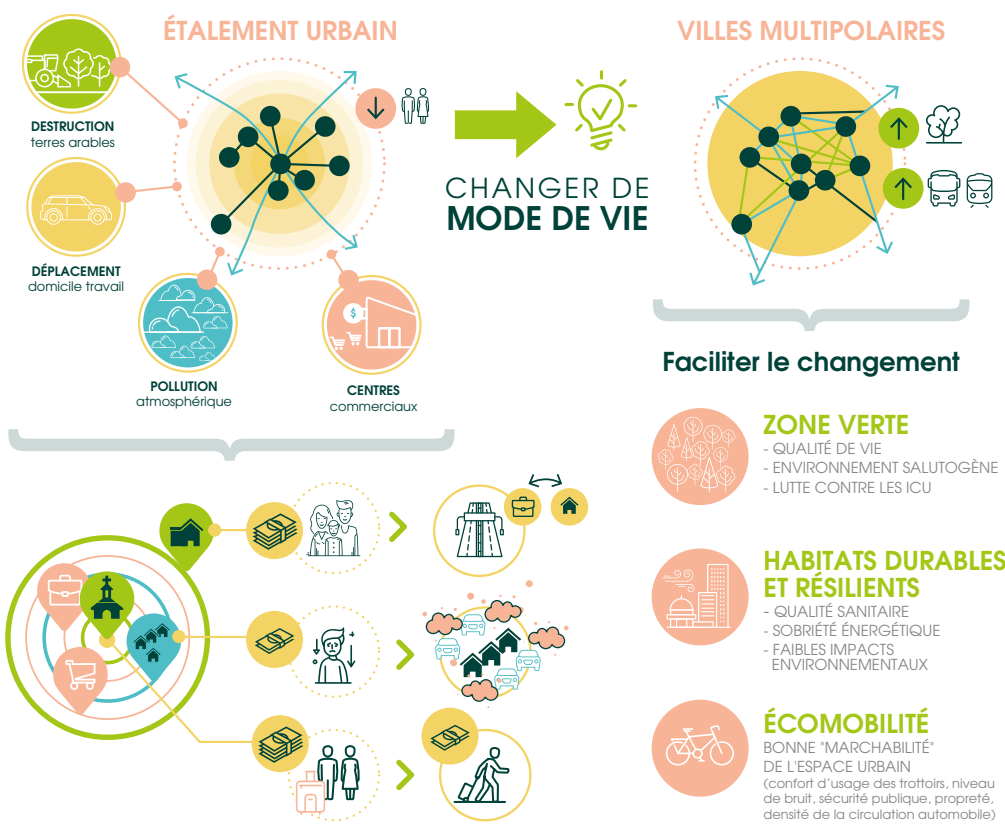 ÉTALEMENT URBAIN
DESTRUCTION
terres arables
DÉPLACEMENT
domicile travail
POLLUTION
atmosphérique
$
CENTRES
commerciaux
CHANGER DE
MODE DE VIE
VILLES MULTIPOLAIRES
Faciliter le changement
ZONE VERTE
- QUALITÉ DE VIE
- ENVIRONNEMENT SALUTOGÈNE
- LUTTE CONTRE LES ICU
HABITATS DURABLES
ET RÉSILIENTS
- QUALITÉ SANITAIRE
- SOBRIÉTÉ ÉNERGÉTIQUE
- FAIBLES IMPACTS
ENVIRONNEMENTAUX
ÉCOMOBILITÉ
BONNE "MARCHABILITÉ"
DE L'ESPACE URBAIN
(confort d'usage des trottoirs, niveau
de bruit, sécurité publique, propreté,
densité de la circulation automobile)